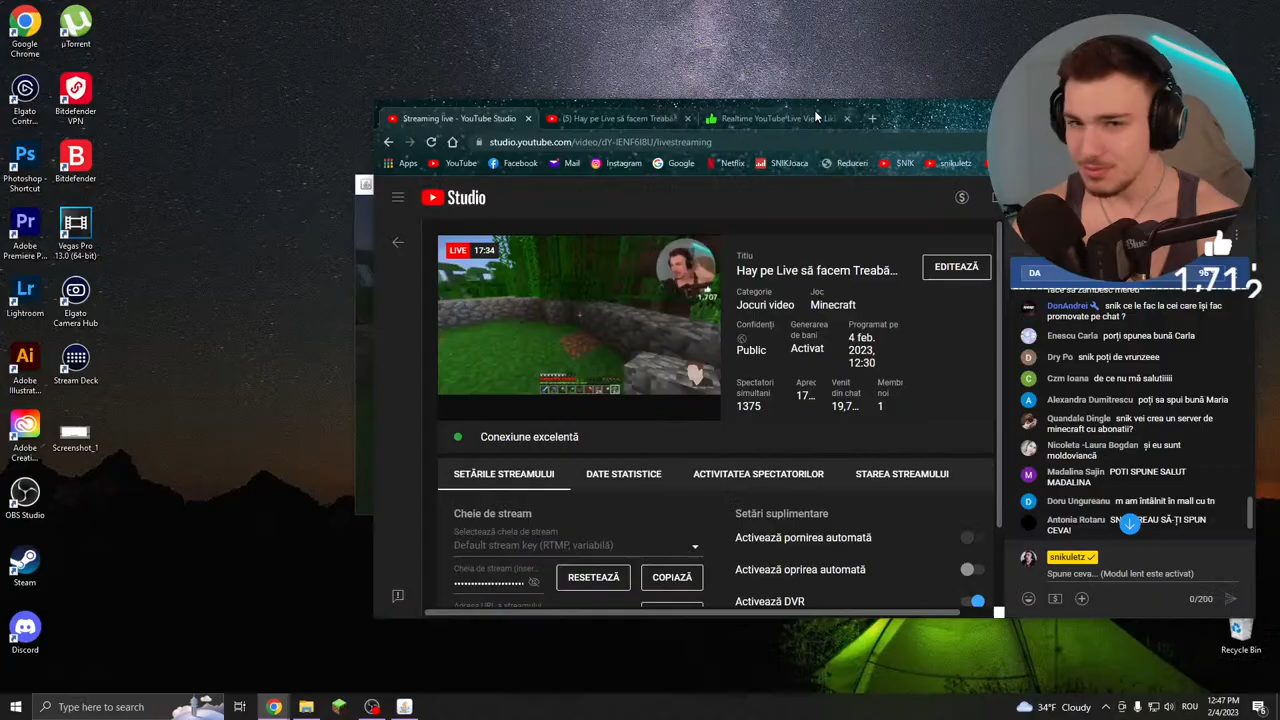 Google
Chrome
µTorrent
Elgato
Contr...
Bitdefender
VPN
Photoshop -
Shortcut
Bitdefender
Adobe
Premiere P...
Vegas Pro
13.0 (64-bit)
Lightroom
Elgato
Camera Hub
Adobe
Illustrat...
Stream Deck
Adobe
Creati...
Screenshot_1
OBS Studio
Steam
Discord
Streaming live - YouTube Studio
(5) Hay pe Live să facem Treabă
Realtime YouTube Live View
studio.youtube.com/video/dY-IENF6I8U/livestreaming
Apps
YouTube
Facebook
Mail
Instagram
Google
Netflix
SNIKJoaca
Reduceri
SNIK
snikuletz
Studio
LIVE 17:34
1,707
Titlu
Hay pe Live să facem Treabă...
EDITEAZĂ
Categorie
Jocuri video
Joc
Minecraft
Confidenți
Public
Generarea
de bani
Activat
Programat pe
4 feb.
2023,
12:30
Spectatori
simultani
1375
Aprec
17...
Venit
din chat
19,7...
Membri
noi
1
Conexiune excelentă
SETĂRILE STREAMULUI
DATE STATISTICE
ACTIVITATEA SPECTATORILOR
STAREA STREAMULUI
Cheie de stream
Selectează cheia de stream
Default stream key (RTMP, variabilă)
Cheia de stream (inser...
RESETEAZĂ
COPIAZĂ
Setări suplimentare
Activează pornirea automată
Activează oprirea automată
Activează DVR
DA
DonAndrei snik ce le fac la cei care își fac
promovate pe chat ?
Enescu Carla porți spunea bună Carla
Dry Po snik poți de vrunzeee
Czm Ioana de ce nu mă salutiiiii
Alexandra Dumitrescu poți sa spui bună Maria
Quandale Dingle snik vei crea un server de
minecraft cu abonatii?
Nicoleta -Laura Bogdan și eu sunt
moldoviancă
Madalina Sajin POTI SPUNE SALUT
MADALINA
Doru Ungureanu m am întâlnit în mall cu tn
Antonia Rotaru
CEVA!
snikuletz
Spune ceva... (Modul lent este activat)
0/200
Recycle Bin
Type here to search
34°F Cloudy
ROU
12:47 PM
2/4/2023